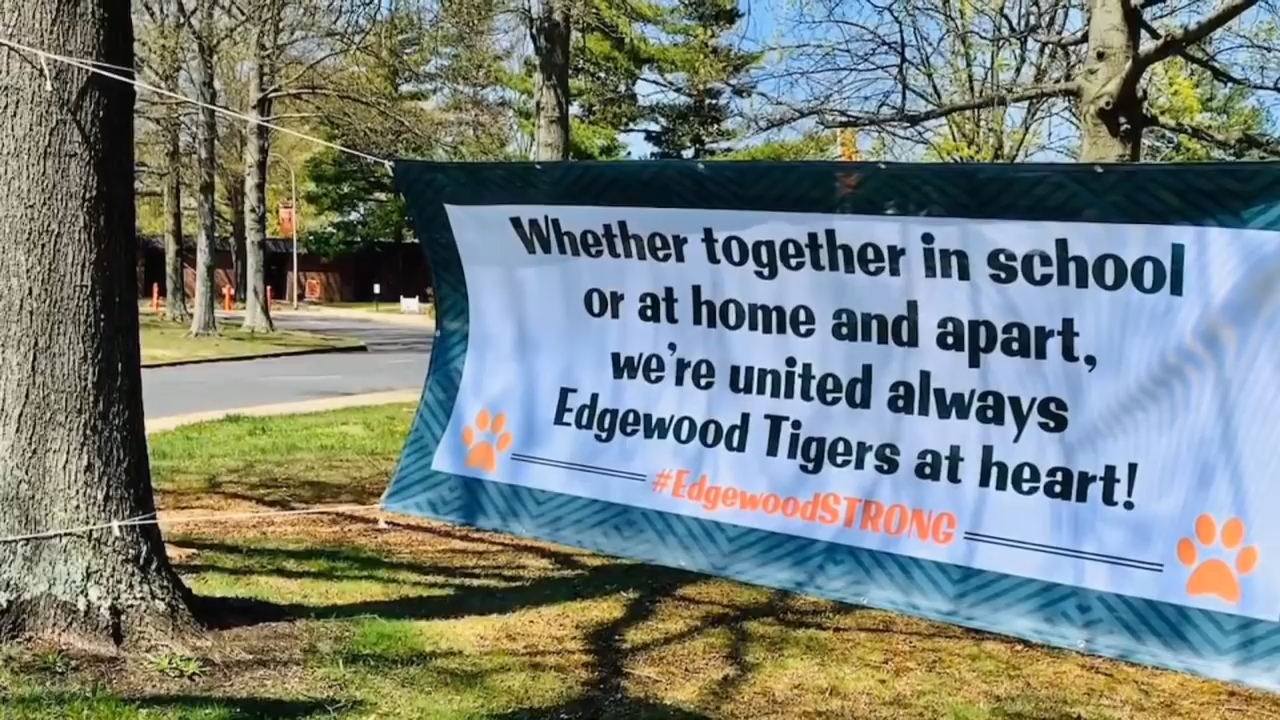 Whether together in school
or at home and apart,
we're united always
Edgewood Tigers at heart!
#EdgewoodSTRONG